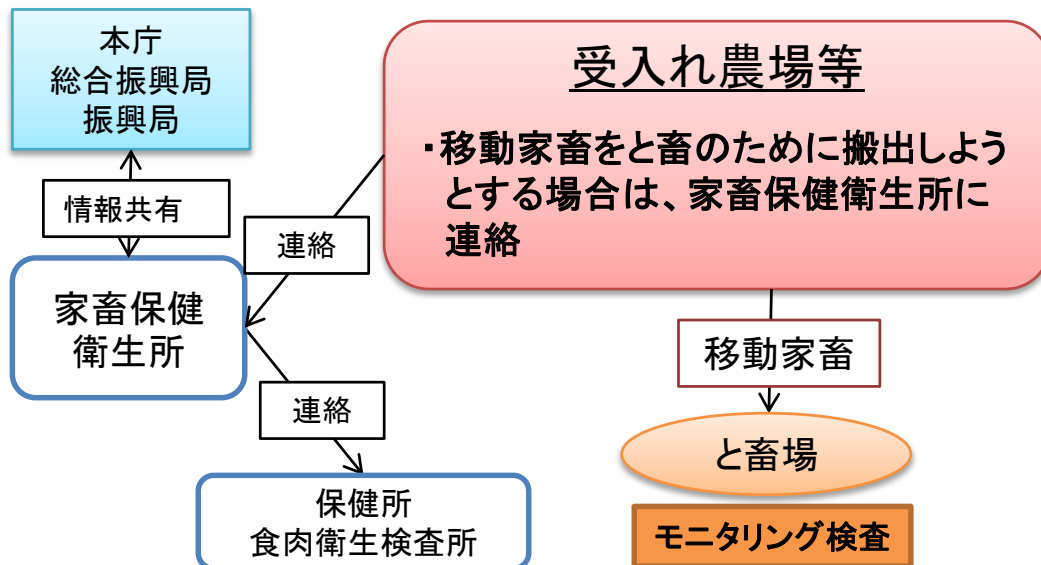 本庁
総合振興局
振興局
情報共有
家畜保健
衛生所
連絡
連絡
保健所
食肉衛生検査所
受入れ農場等
・移動家畜をと畜のために搬出しよう
とする場合は、家畜保健衛生所に
連絡
移動家畜
と畜場
モニタリング検査